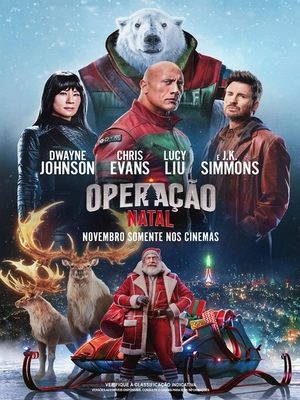 DWAYNE JOHNSON
CHRIS EVANS
LUCY LIU
E J.K. SIMMONS
OPERAÇÃO
NATAL
NOVEMBRO SOMENTE NOS CINEMAS
VERIFIQUE A CLASSIFICAÇÃO INDICATIVA